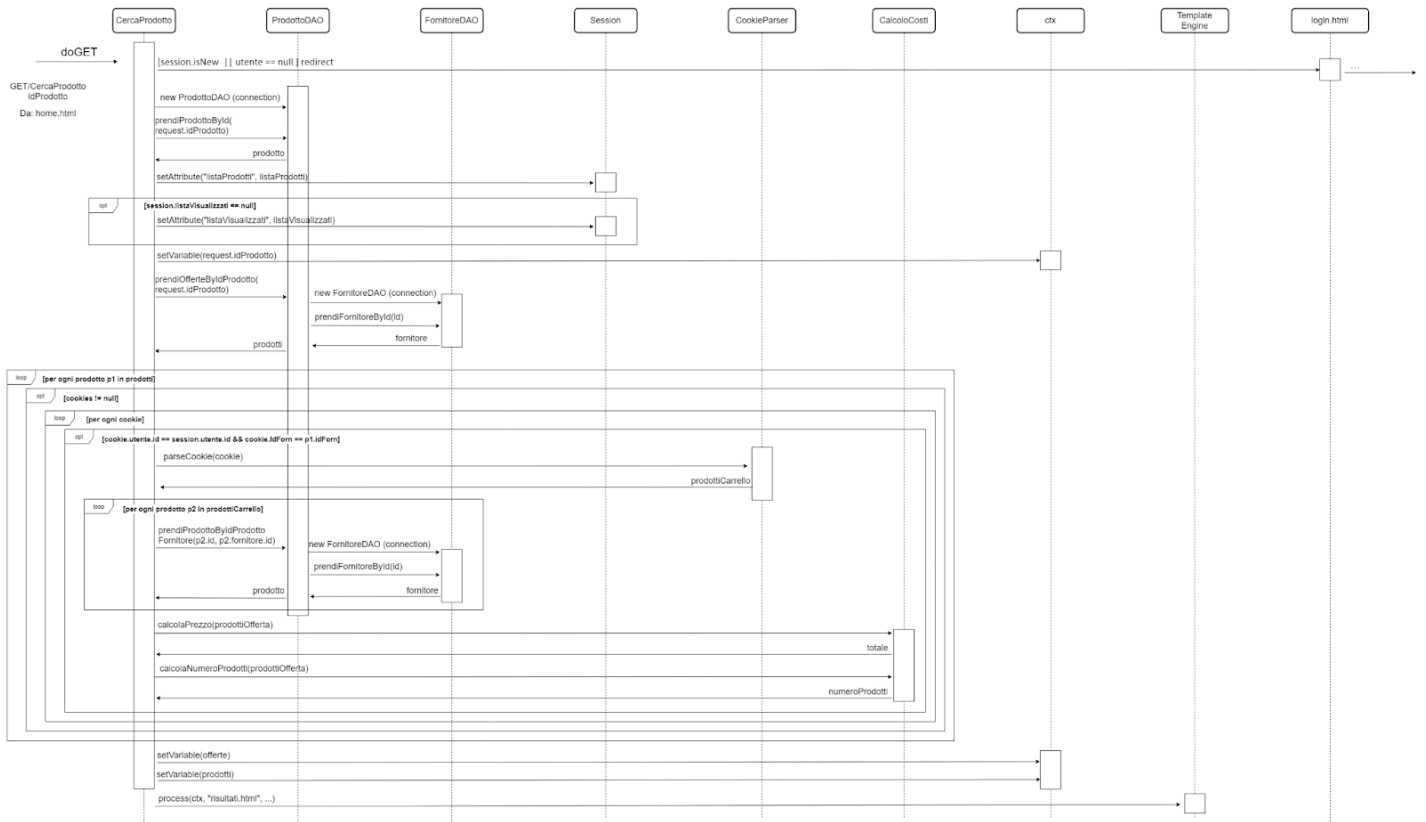 CercaProdotto
ProdottoDAO
FornitoreDAO
Session
CookieParser
CalcoloCosti
ctx
Template
Engine
login.html
doGET
GET/CercaProdotto
idProdotto
Da: home.html
[session.isNew || utente == null ] redirect
...
new ProdottoDAO (connection)
prendiProdottoById(
request.idProdotto)
prodotto
setAttribute("listaProdotti", listaProdotti)
opt
[session.listaVisualizzati == null]
setAttribute("listaVisualizzati", listaVisualizzati)
setVariable(request.idProdotto)
prendiOfferteByIdProdotto(
request.idProdotto)
new FornitoreDAO (connection)
prendiFornitoreById(id)
fornitore
prodotti
loop
[per ogni prodotto p1 in prodotti]
opt
[cookies != null]
loop
[per ogni cookie]
opt
[cookie.utente.id == session.utente.id && cookie.IdForn == p1.idForn]
parseCookie(cookie)
prodottiCarrello
loop
[per ogni prodotto p2 in prodottiCarrello]
prendiProdottoByIdProdotto
Fornitore(p2.id, p2.fornitore.id)
new FornitoreDAO (connection)
prendiFornitoreById(id)
fornitore
prodotto
calcolaPrezzo(prodottiOfferta)
totale
calcolaNumeroProdotti(prodottiOfferta)
numeroProdotti
setVariable(offerte)
setVariable(prodotti)
process(ctx, "risultati.html", ...)